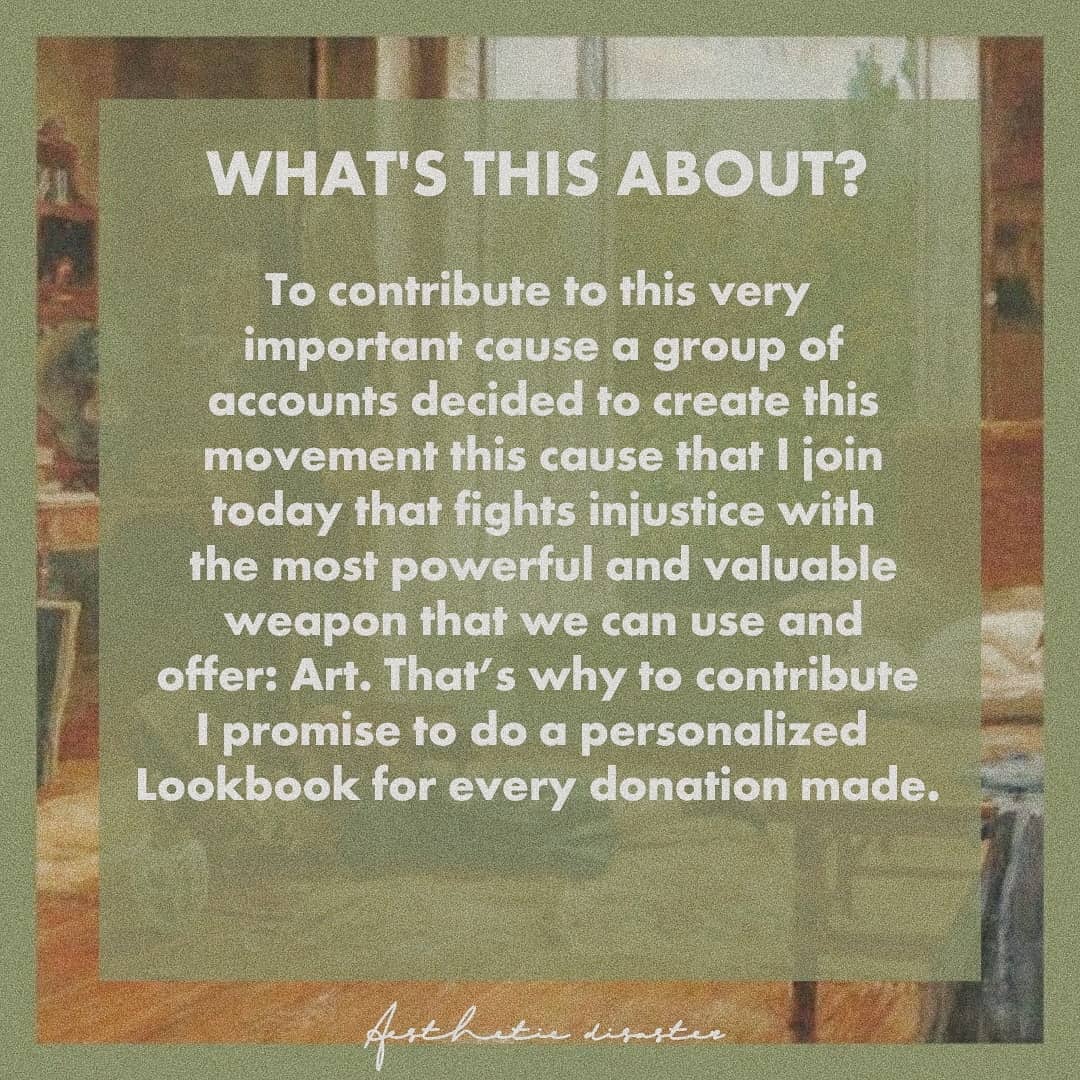 WHAT'S THIS ABOUT?
To contribute to this very
important cause a group of
accounts decided to create this
movement this cause that I join
today that fights injustice with
the most powerful and valuable
weapon that we can use and
offer: Art. That’s why to contribute
I promise to do a personalized
Lookbook for every donation made.
Aesthetic disaster